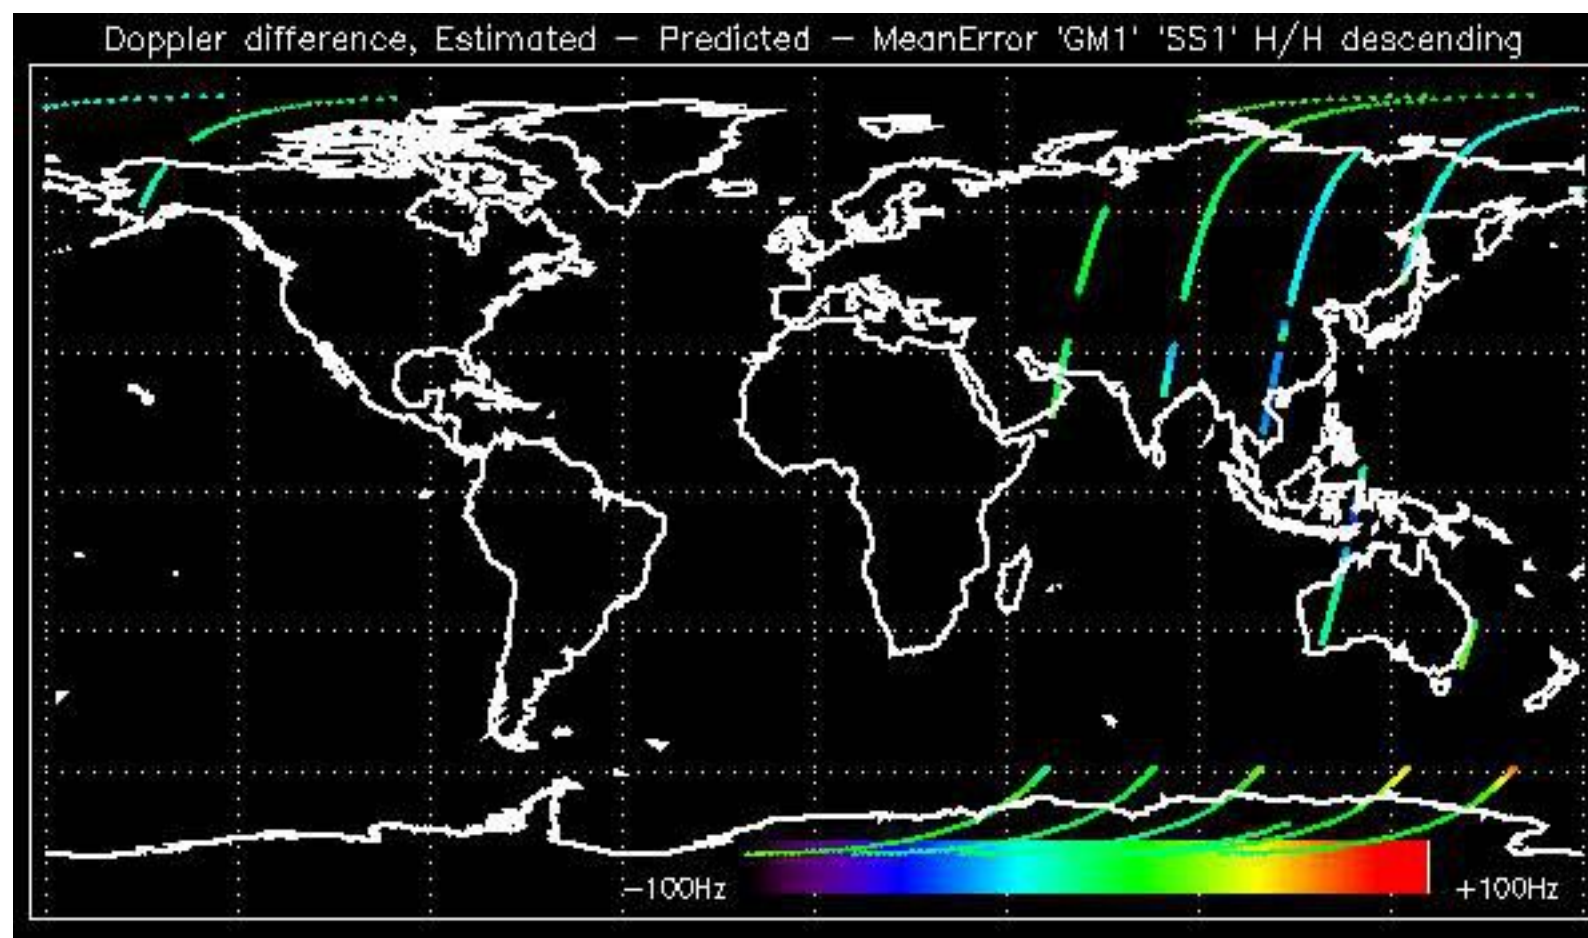 Doppler difference, Estimated – Predicted – MeanError 'GM1' 'SS1' H/H descending
−100Hz +100Hz